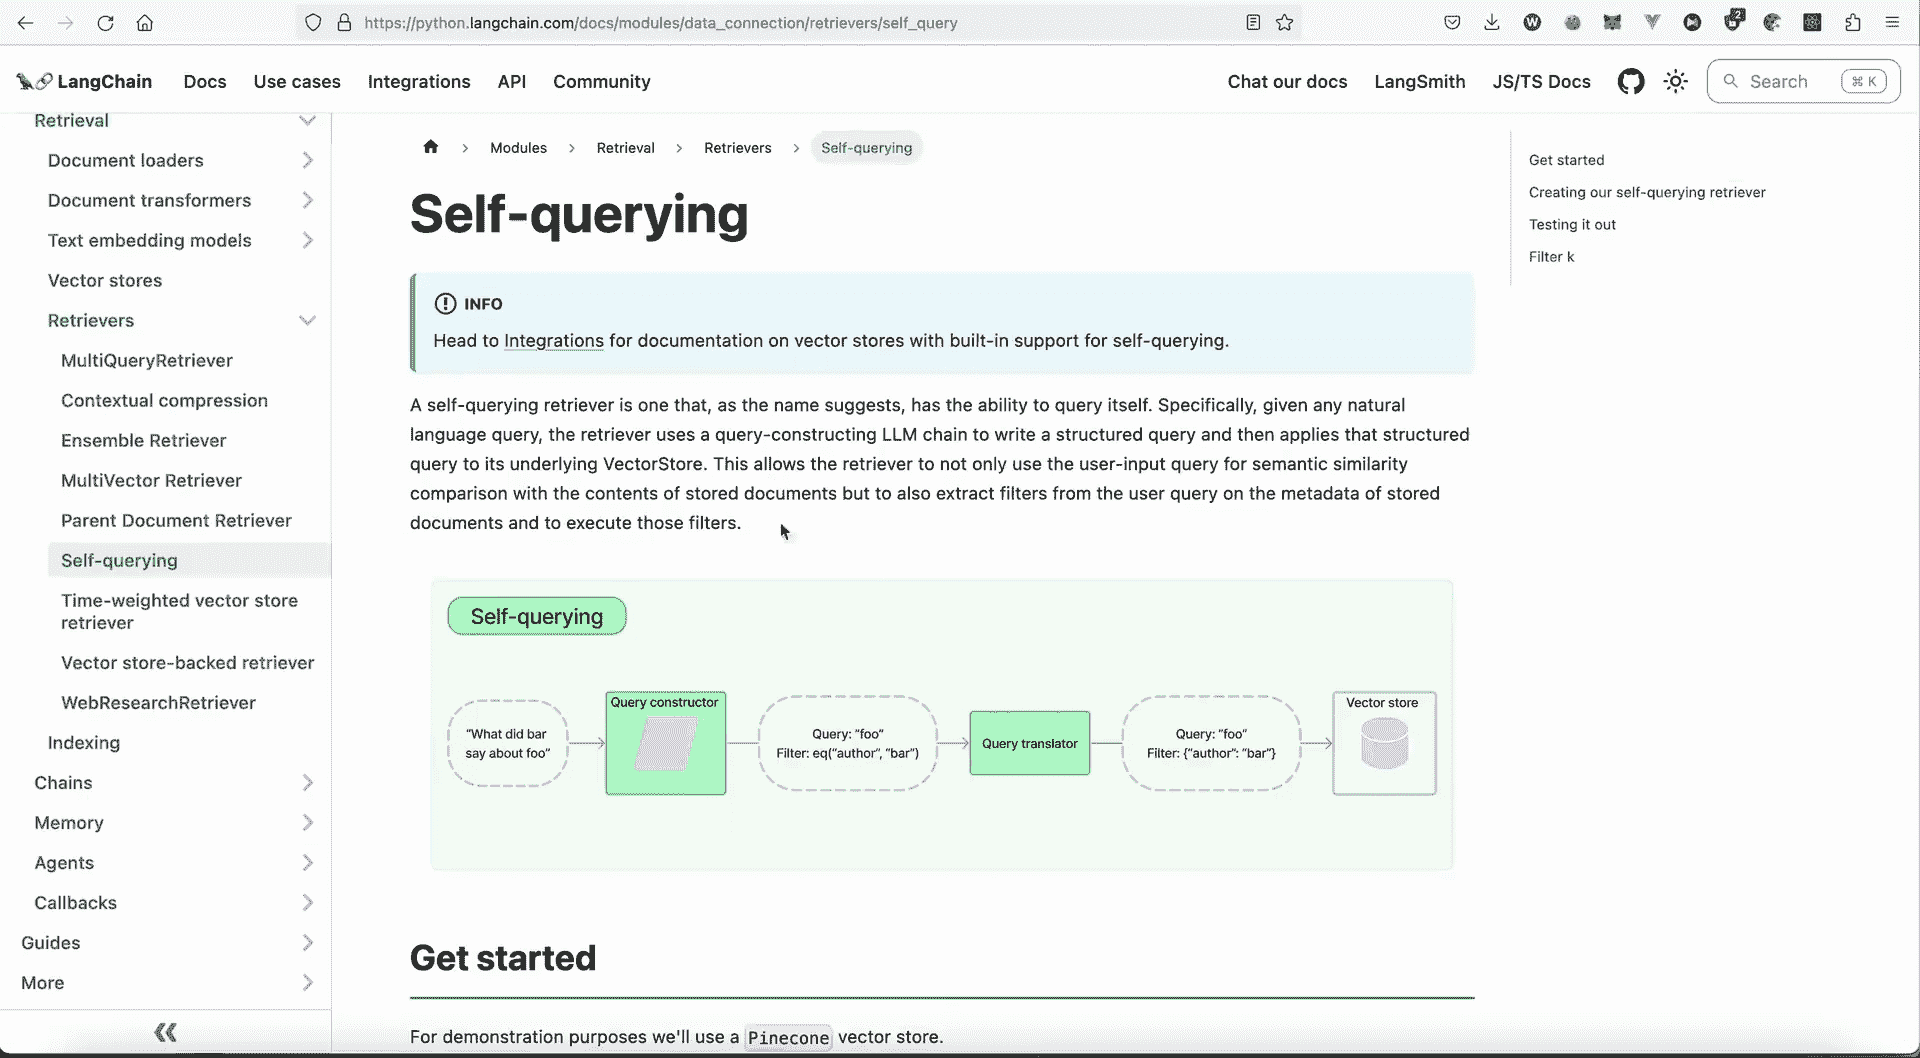 https://python.langchain.com/docs/modules/data_connection/retrievers/self_query
2
LangChain
Docs
Use cases
Integrations
API
Community
Chat our docs
LangSmith
JS/TS Docs
Search
⌘ K
Retrieval
Document loaders
Document transformers
Text embedding models
Vector stores
Retrievers
MultiQueryRetriever
Contextual compression
Ensemble Retriever
MultiVector Retriever
Parent Document Retriever
Self-querying
Time-weighted vector store
retriever
Vector store-backed retriever
WebResearchRetriever
Indexing
Chains
Memory
Agents
Callbacks
Guides
More
Modules
Retrieval
Retrievers
Self-querying
Self-querying
INFO
Head to Integrations for documentation on vector stores with built-in support for self-querying.
A self-querying retriever is one that, as the name suggests, has the ability to query itself. Specifically, given any natural
language query, the retriever uses a query-constructing LLM chain to write a structured query and then applies that structured
query to its underlying VectorStore. This allows the retriever to not only use the user-input query for semantic similarity
comparison with the contents of stored documents but to also extract filters from the user query on the metadata of stored
documents and to execute those filters.
Self-querying
“What did bar
say about foo”
Query constructor
Query: “foo”
Filter: eq(“author”, “bar”)
Query translator
Query: “foo”
Filter: {“author”: “bar”}
Vector store
Get started
For demonstration purposes we'll use a Pinecone vector store.
Get started
Creating our self-querying retriever
Testing it out
Filter k